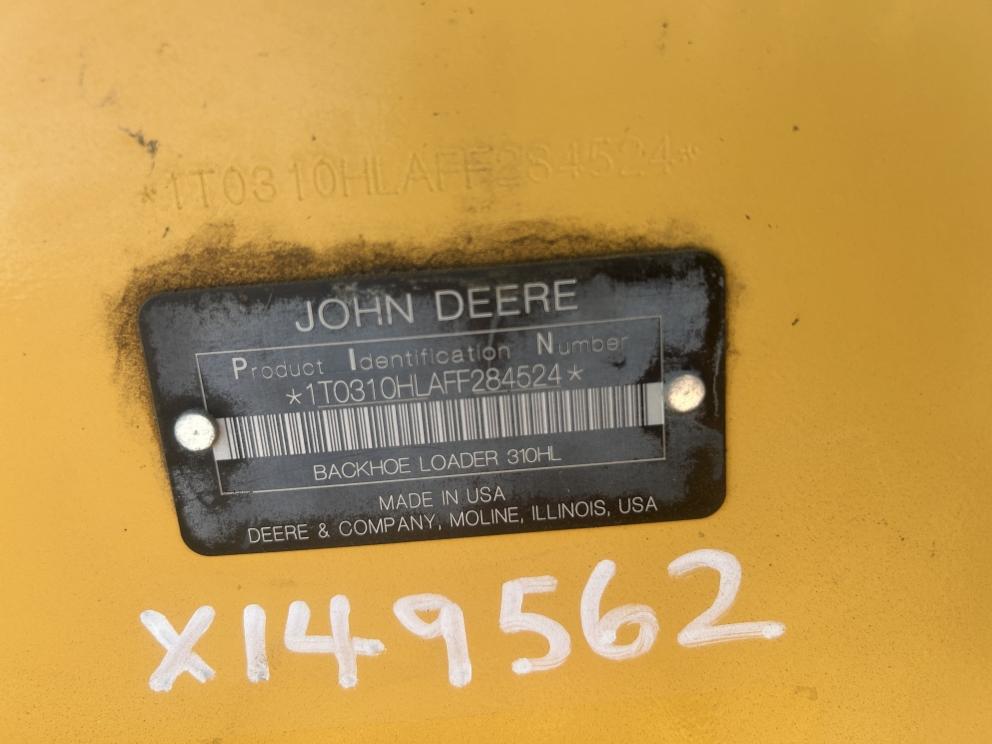 *1T0310HLAFF284524*
JOHN DEERE
Product Identification Number
*1T0310HLAFF284524*
BACKHOE LOADER 310HL
MADE IN USA
DEERE & COMPANY, MOLINE, ILLINOIS, USA
X149562